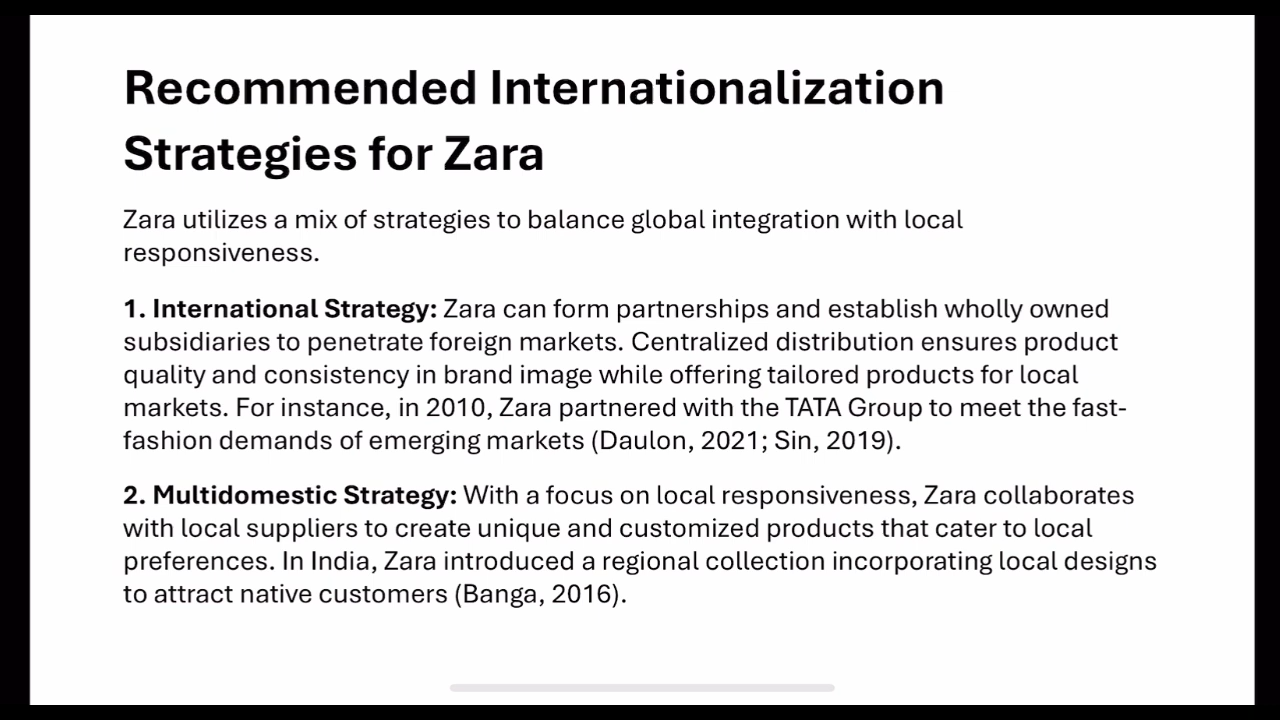 Recommended Internationalization
Strategies for Zara
Zara utilizes a mix of strategies to balance global integration with local
responsiveness.
1. International Strategy: Zara can form partnerships and establish wholly owned
subsidiaries to penetrate foreign markets. Centralized distribution ensures product
quality and consistency in brand image while offering tailored products for local
markets. For instance, in 2010, Zara partnered with the TATA Group to meet the fast-
fashion demands of emerging markets (Daulon, 2021; Sin, 2019).
2. Multidomestic Strategy: With a focus on local responsiveness, Zara collaborates
with local suppliers to create unique and customized products that cater to local
preferences. In India, Zara introduced a regional collection incorporating local designs
to attract native customers (Banga, 2016).